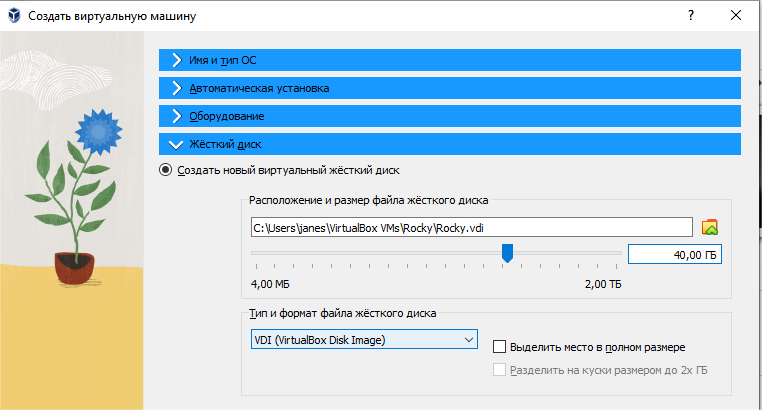 Создать виртуальную машину
?
Имя и тип ОС
Автоматическая установка
Оборудование
Жёсткий диск
Создать новый виртуальный жёсткий диск
Расположение и размер файла жёсткого диска
C:\Users\janes\VirtualBox VMs\Rocky\Rocky.vdi
40,00 ГБ
4,00 МБ 2,00 ТБ
Тип и формат файла жёсткого диска
VDI (VirtualBox Disk Image)
Выделить место в полном размере
Разделить на куски размером до 2х ГБ